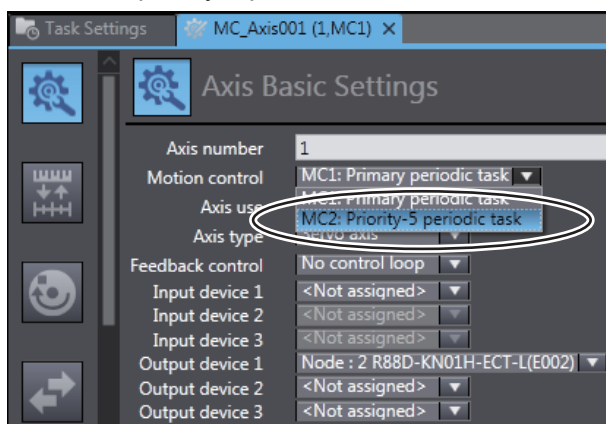 Task Settings
MC_Axis001 (1,MC1)
Axis Basic Settings
Axis number 1
Motion control MC1: Primary periodic task
MC1: Primary periodic task
Axis use
MC2: Priority-5 periodic task
Axis type Servo axis
Feedback control No control loop
Input device 1 <Not assigned>
Input device 2 <Not assigned>
Input device 3 <Not assigned>
Output device 1 Node : 2 R88D-KN01H-ECT-L(E002)
Output device 2 <Not assigned>
Output device 3 <Not assigned>